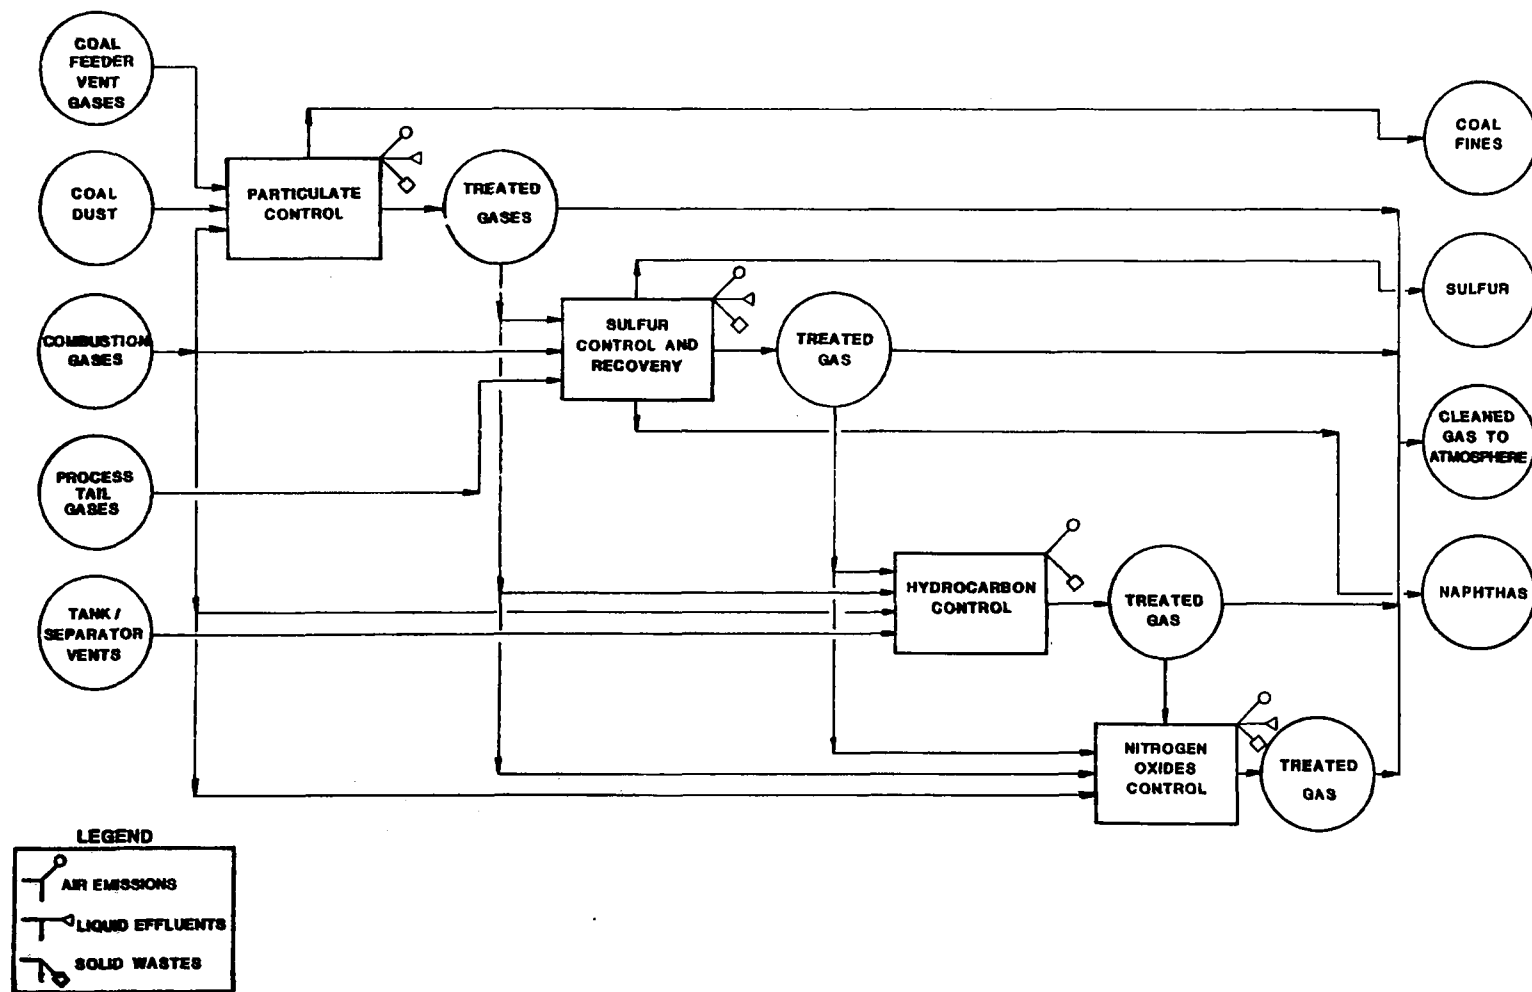 COAL
FEEDER
VENT
GASES
COAL
DUST
COMBUSTION
GASES
PROCESS
TAIL
GASES
TANK /
SEPARATOR
VENTS
PARTICULATE
CONTROL
TREATED
GASES
SULFUR
CONTROL AND
RECOVERY
TREATED
GAS
HYDROCARBON
CONTROL
TREATED
GAS
NITROGEN
OXIDES
CONTROL
TREATED
GAS
COAL
FINES
SULFUR
CLEANED
GAS TO
ATMOSPHERE
NAPHTHAS
LEGEND
AIR EMISSIONS
LIQUID EFFLUENTS
SOLID WASTES